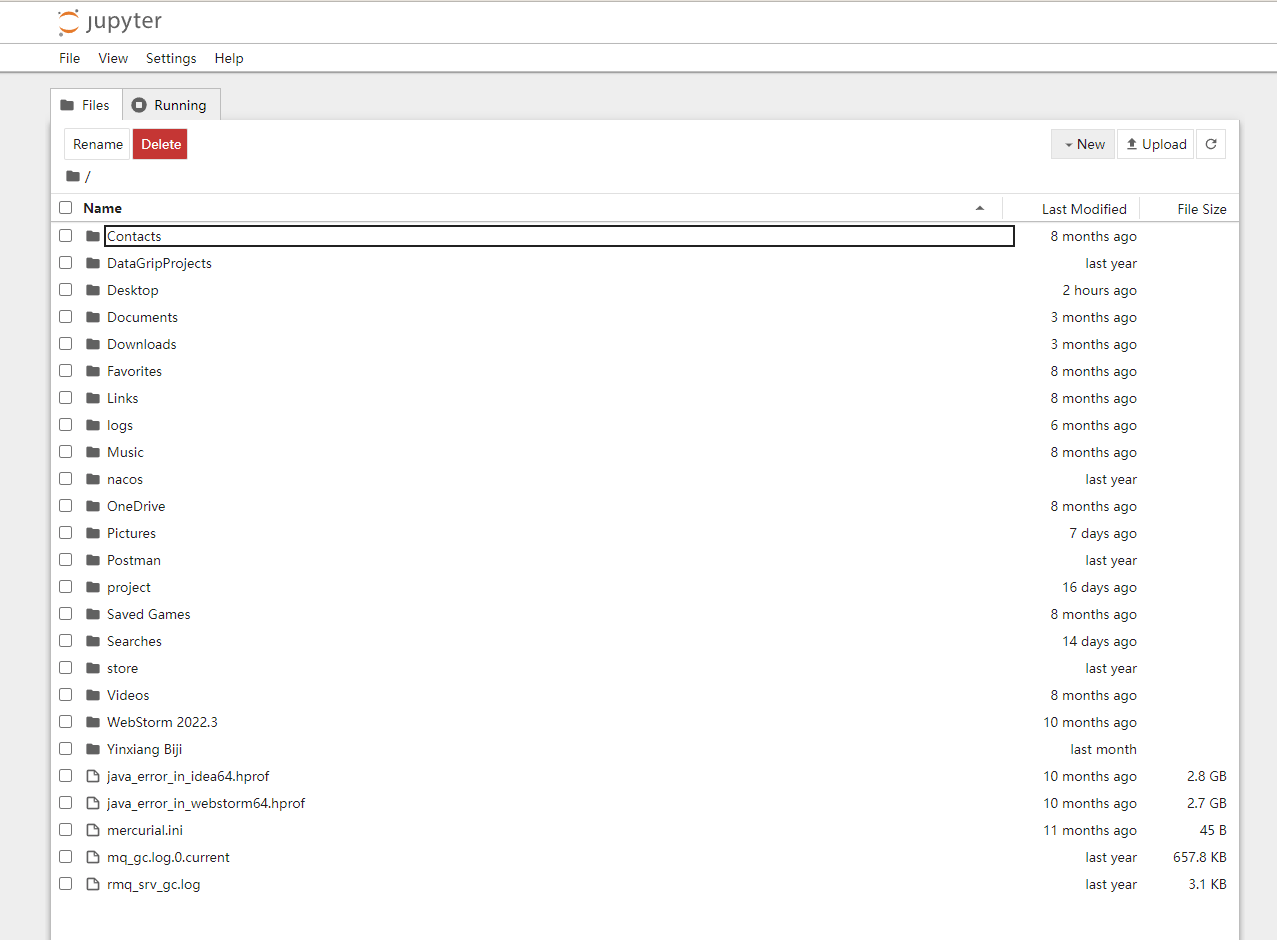 jupyter
File View Settings Help
Files Running
Rename Delete New Upload
/
Name Last Modified File Size
Contacts 8 months ago
DataGripProjects last year
Desktop 2 hours ago
Documents 3 months ago
Downloads 3 months ago
Favorites 8 months ago
Links 8 months ago
logs 6 months ago
Music 8 months ago
nacos last year
OneDrive 8 months ago
Pictures 7 days ago
Postman last year
project 16 days ago
Saved Games 8 months ago
Searches 14 days ago
store last year
Videos 8 months ago
WebStorm 2022.3 10 months ago
Yinxiang Biji last month
java_error_in_idea64.hprof 10 months ago 2.8 GB
java_error_in_webstorm64.hprof 10 months ago 2.7 GB
mercurial.ini 11 months ago 45 B
mq_gc.log.0.current last year 657.8 KB
rmq_srv_gc.log last year 3.1 KB